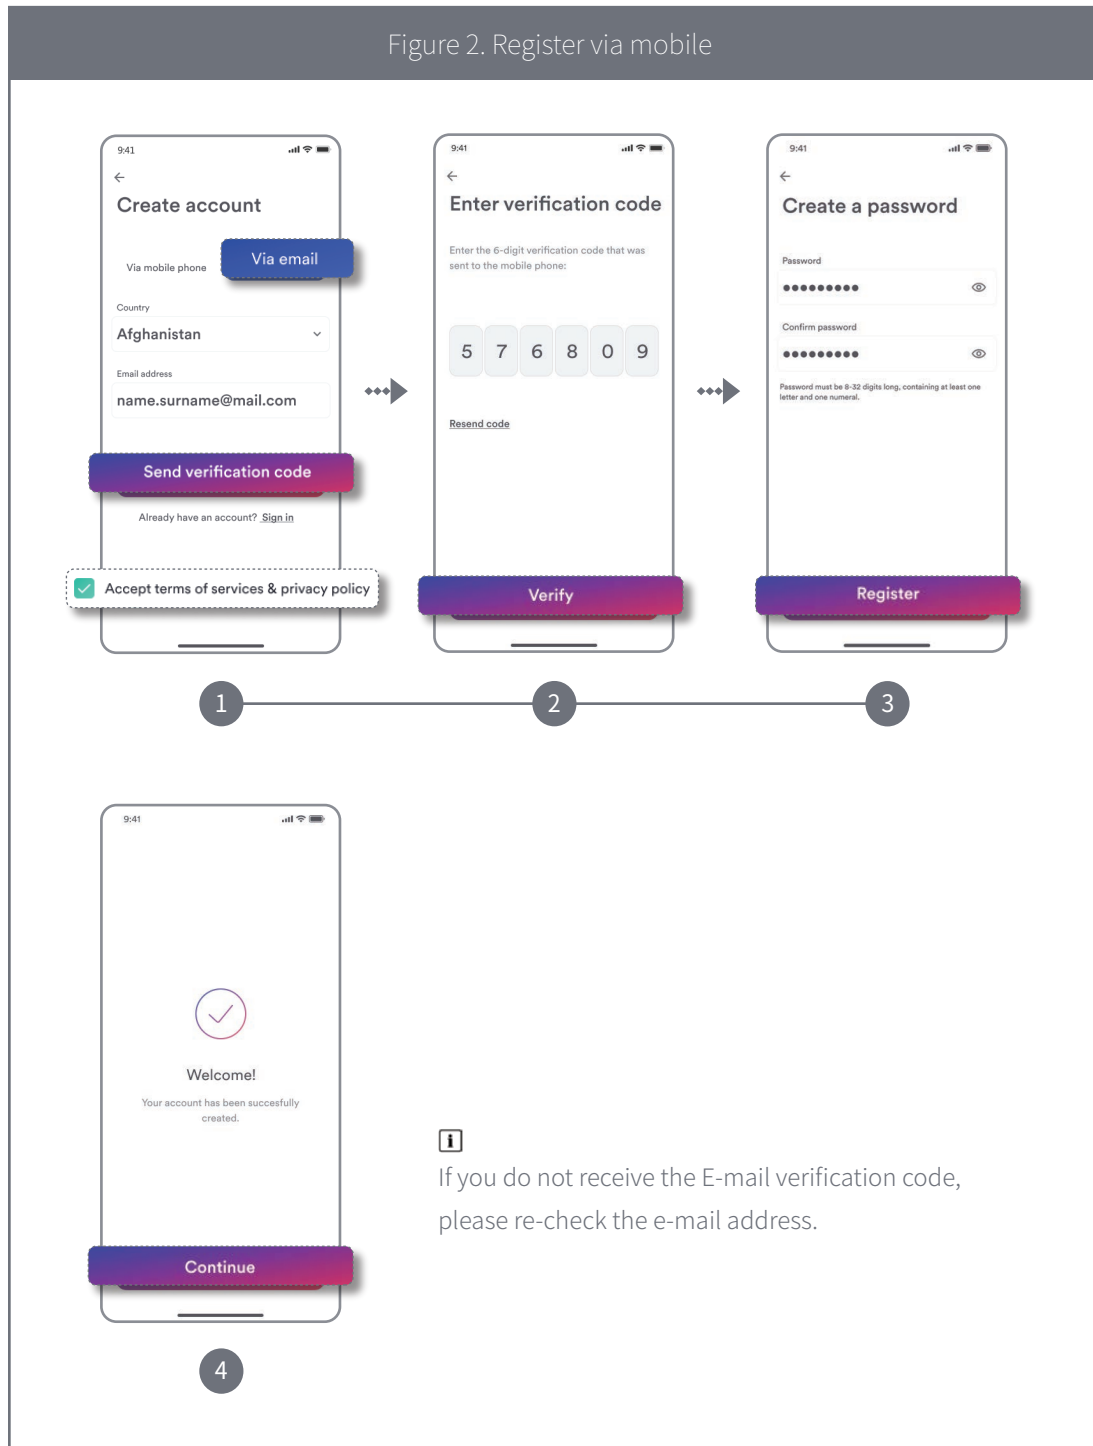 Figure 2. Register via mobile
9:41
Create account
Via mobile phone
Via email
Country
Afghanistan
Email address
name.surname@mail.com
Send verification code
Already have an account? Sign in
Accept terms of services & privacy policy
1
9:41
Enter verification code
Enter the 6-digit verification code that was
sent to the mobile phone:
5 7 6 8 0 9
Resend code
Verify
2
9:41
Create a password
Password
Confirm password
Password must be 8-32 digits long, containing at least one
letter and one numeral.
Register
3
9:41
Welcome!
Your account has been succesfully
created.
Continue
4
i
If you do not receive the E-mail verification code,
please re-check the e-mail address.